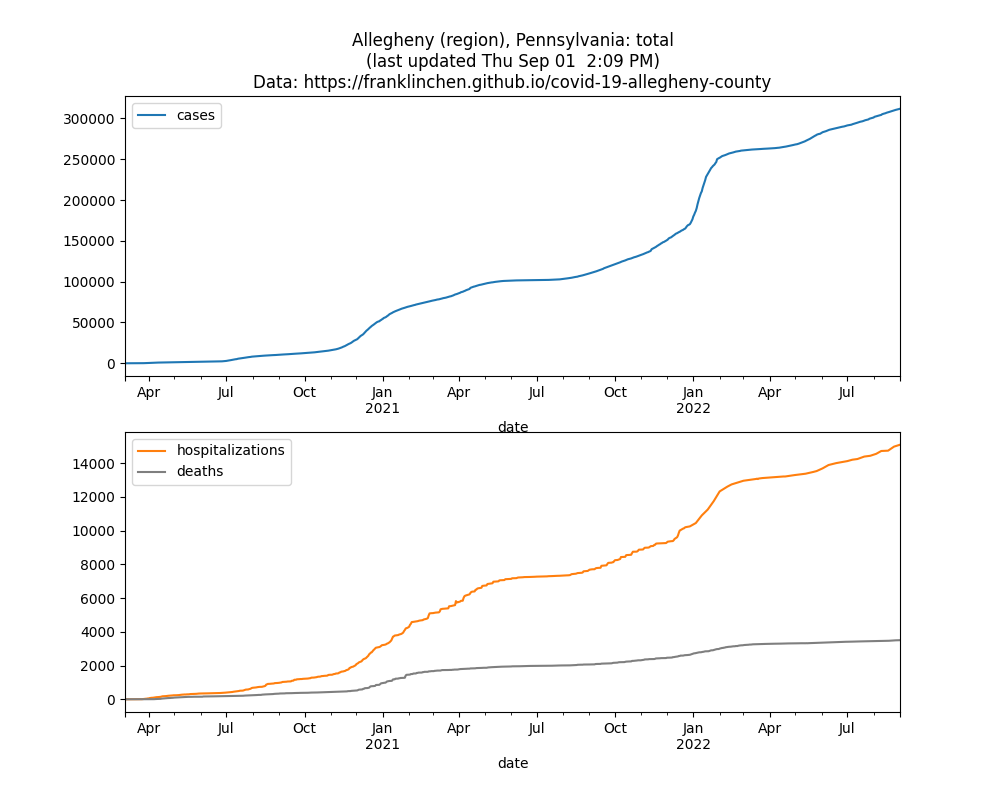 Allegheny (region), Pennsylvania: total
(last updated Thu Sep 01  2:09 PM)
Data: https://franklinchen.github.io/covid-19-allegheny-county
cases
300000
250000
200000
150000
100000
50000
0
Apr Jul Oct Jan Apr Jul Oct Jan Apr Jul
2021 2022
date
hospitalizations
deaths
14000
12000
10000
8000
6000
4000
2000
0
Apr Jul Oct Jan Apr Jul Oct Jan Apr Jul
2021 2022
date